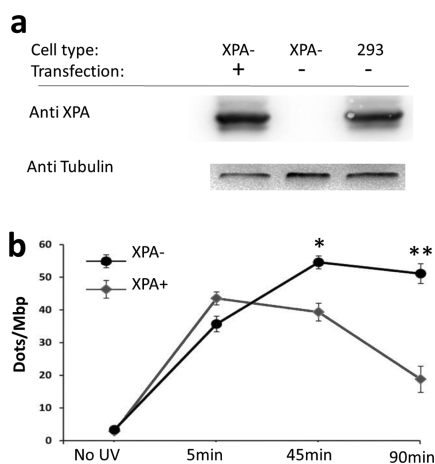 a
Cell type: XPA- XPA- 293
Transfection: + - -
Anti XPA
Anti Tubulin
b
XPA-
XPA+
* **
Dots/Mbp
60
50
40
30
20
10
0
No UV 5min 45min 90min